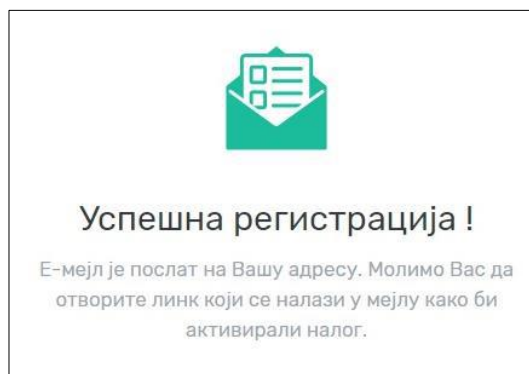 Успешна регистрација !
Е-мејл је послат на Вашу адресу. Молимо Вас да
отворите линк који се налази у мејлу како би
активирали налог.